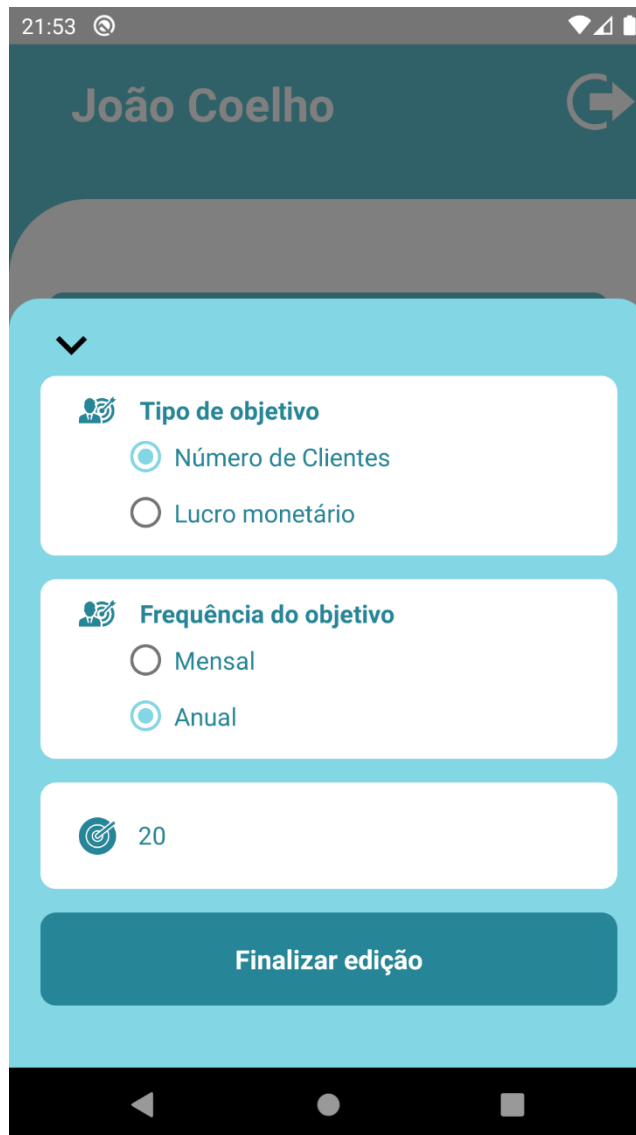 21:53
João Coelho
Tipo de objetivo
Número de Clientes
Lucro monetário
Frequência do objetivo
Mensal
Anual
20
Finalizar edição